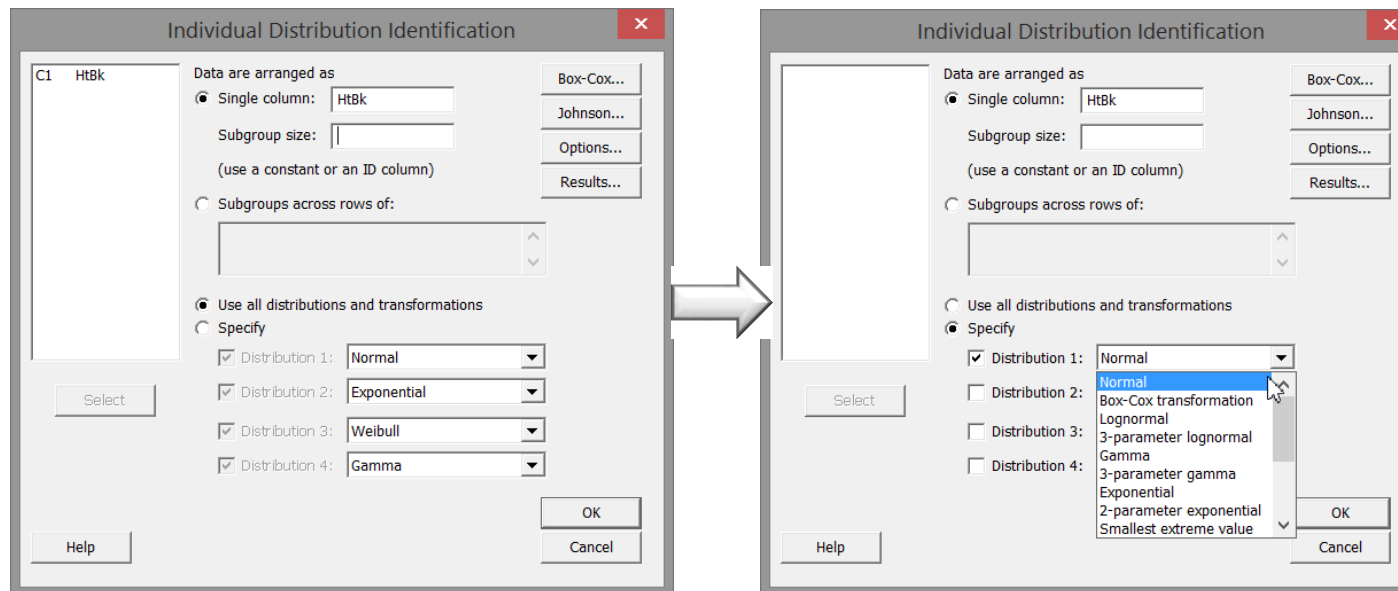 Individual Distribution Identification
C1 HtBk
Data are arranged as
Single column: HtBk
Subgroup size:
(use a constant or an ID column)
Subgroups across rows of:
Use all distributions and transformations
Specify
Distribution 1: Normal
Distribution 2: Exponential
Distribution 3: Weibull
Distribution 4: Gamma
Select
Box-Cox...
Johnson...
Options...
Results...
Help
OK
Cancel
Individual Distribution Identification
Data are arranged as
Single column: HtBk
Subgroup size:
(use a constant or an ID column)
Subgroups across rows of:
Use all distributions and transformations
Specify
Distribution 1: Normal
Distribution 2:
Distribution 3:
Distribution 4:
Normal
Box-Cox transformation
Lognormal
3-parameter lognormal
Gamma
3-parameter gamma
Exponential
2-parameter exponential
Smallest extreme value
Select
Box-Cox...
Johnson...
Options...
Results...
Help
OK
Cancel